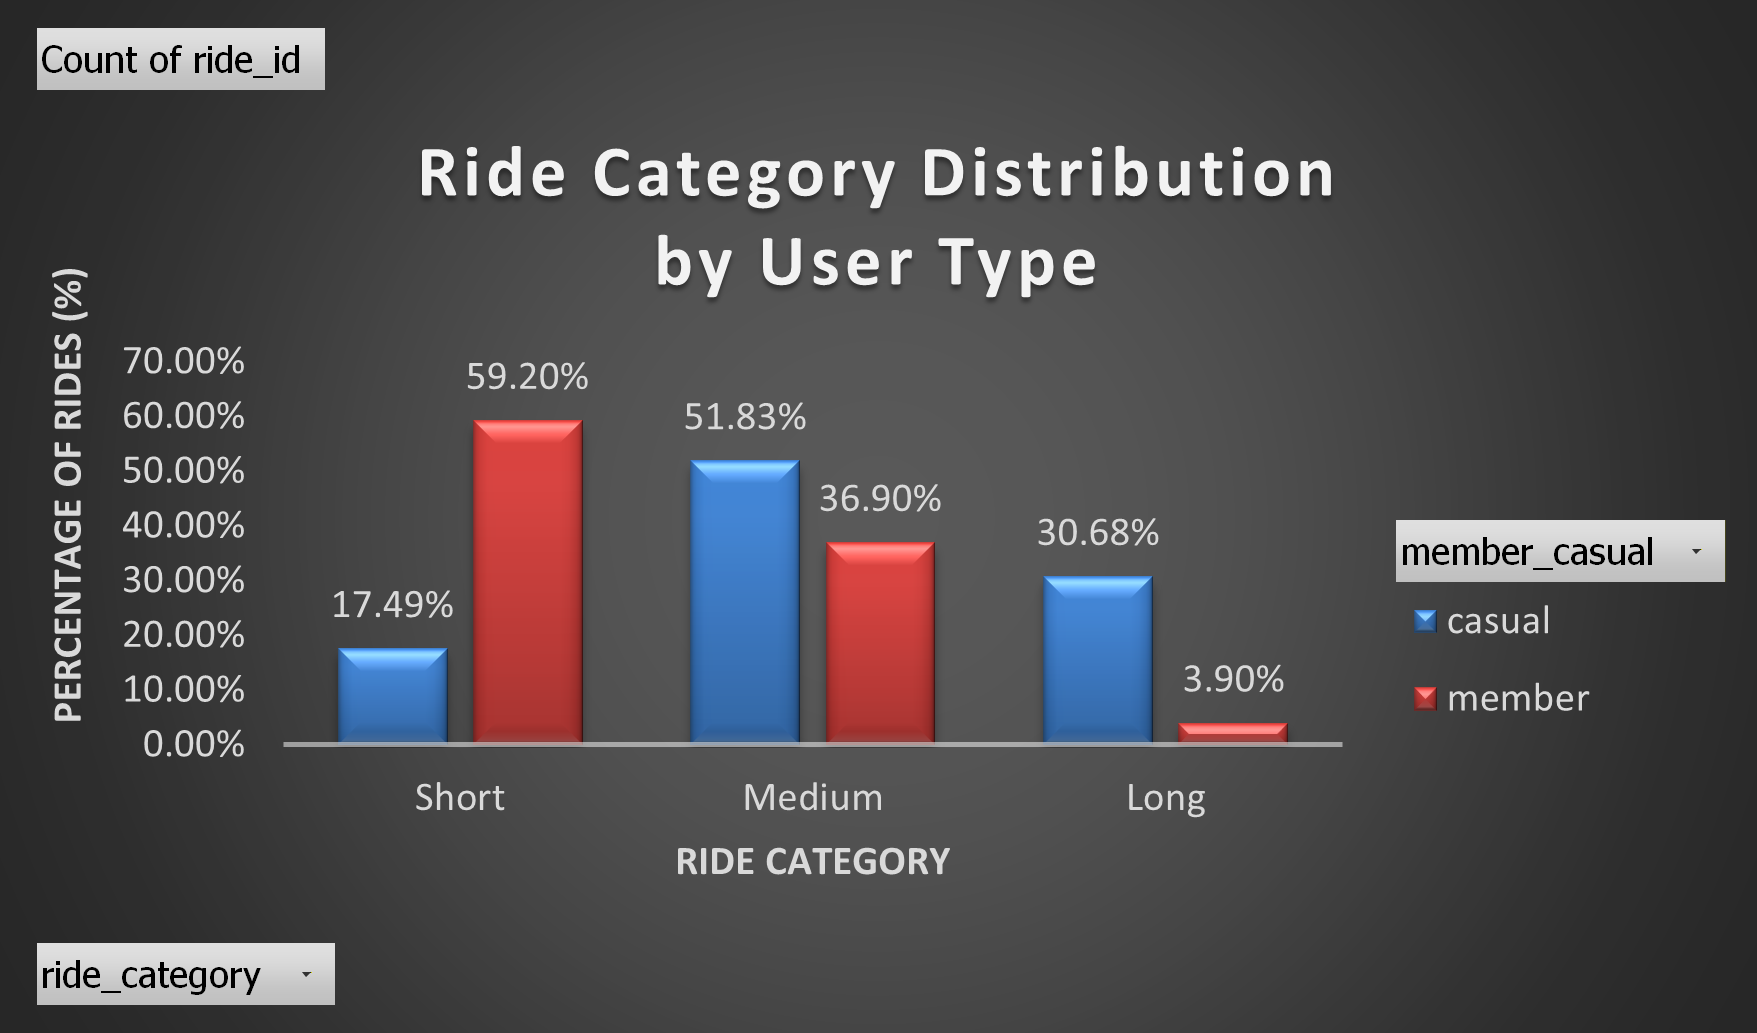 Count of ride_id
Ride Category Distribution
by User Type
PERCENTAGE OF RIDES (%)
70.00%
60.00%
50.00%
40.00%
30.00%
20.00%
10.00%
0.00%
17.49%
59.20%
51.83%
36.90%
30.68%
3.90%
Short
Medium
Long
RIDE CATEGORY
member_casual
casual
member
ride_category